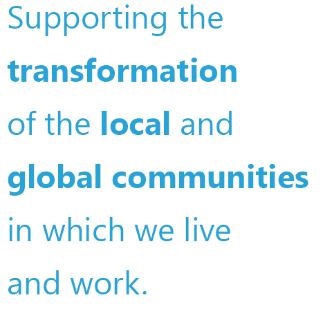 Supporting the
transformation
of the local and
global communities
in which we live
and work.